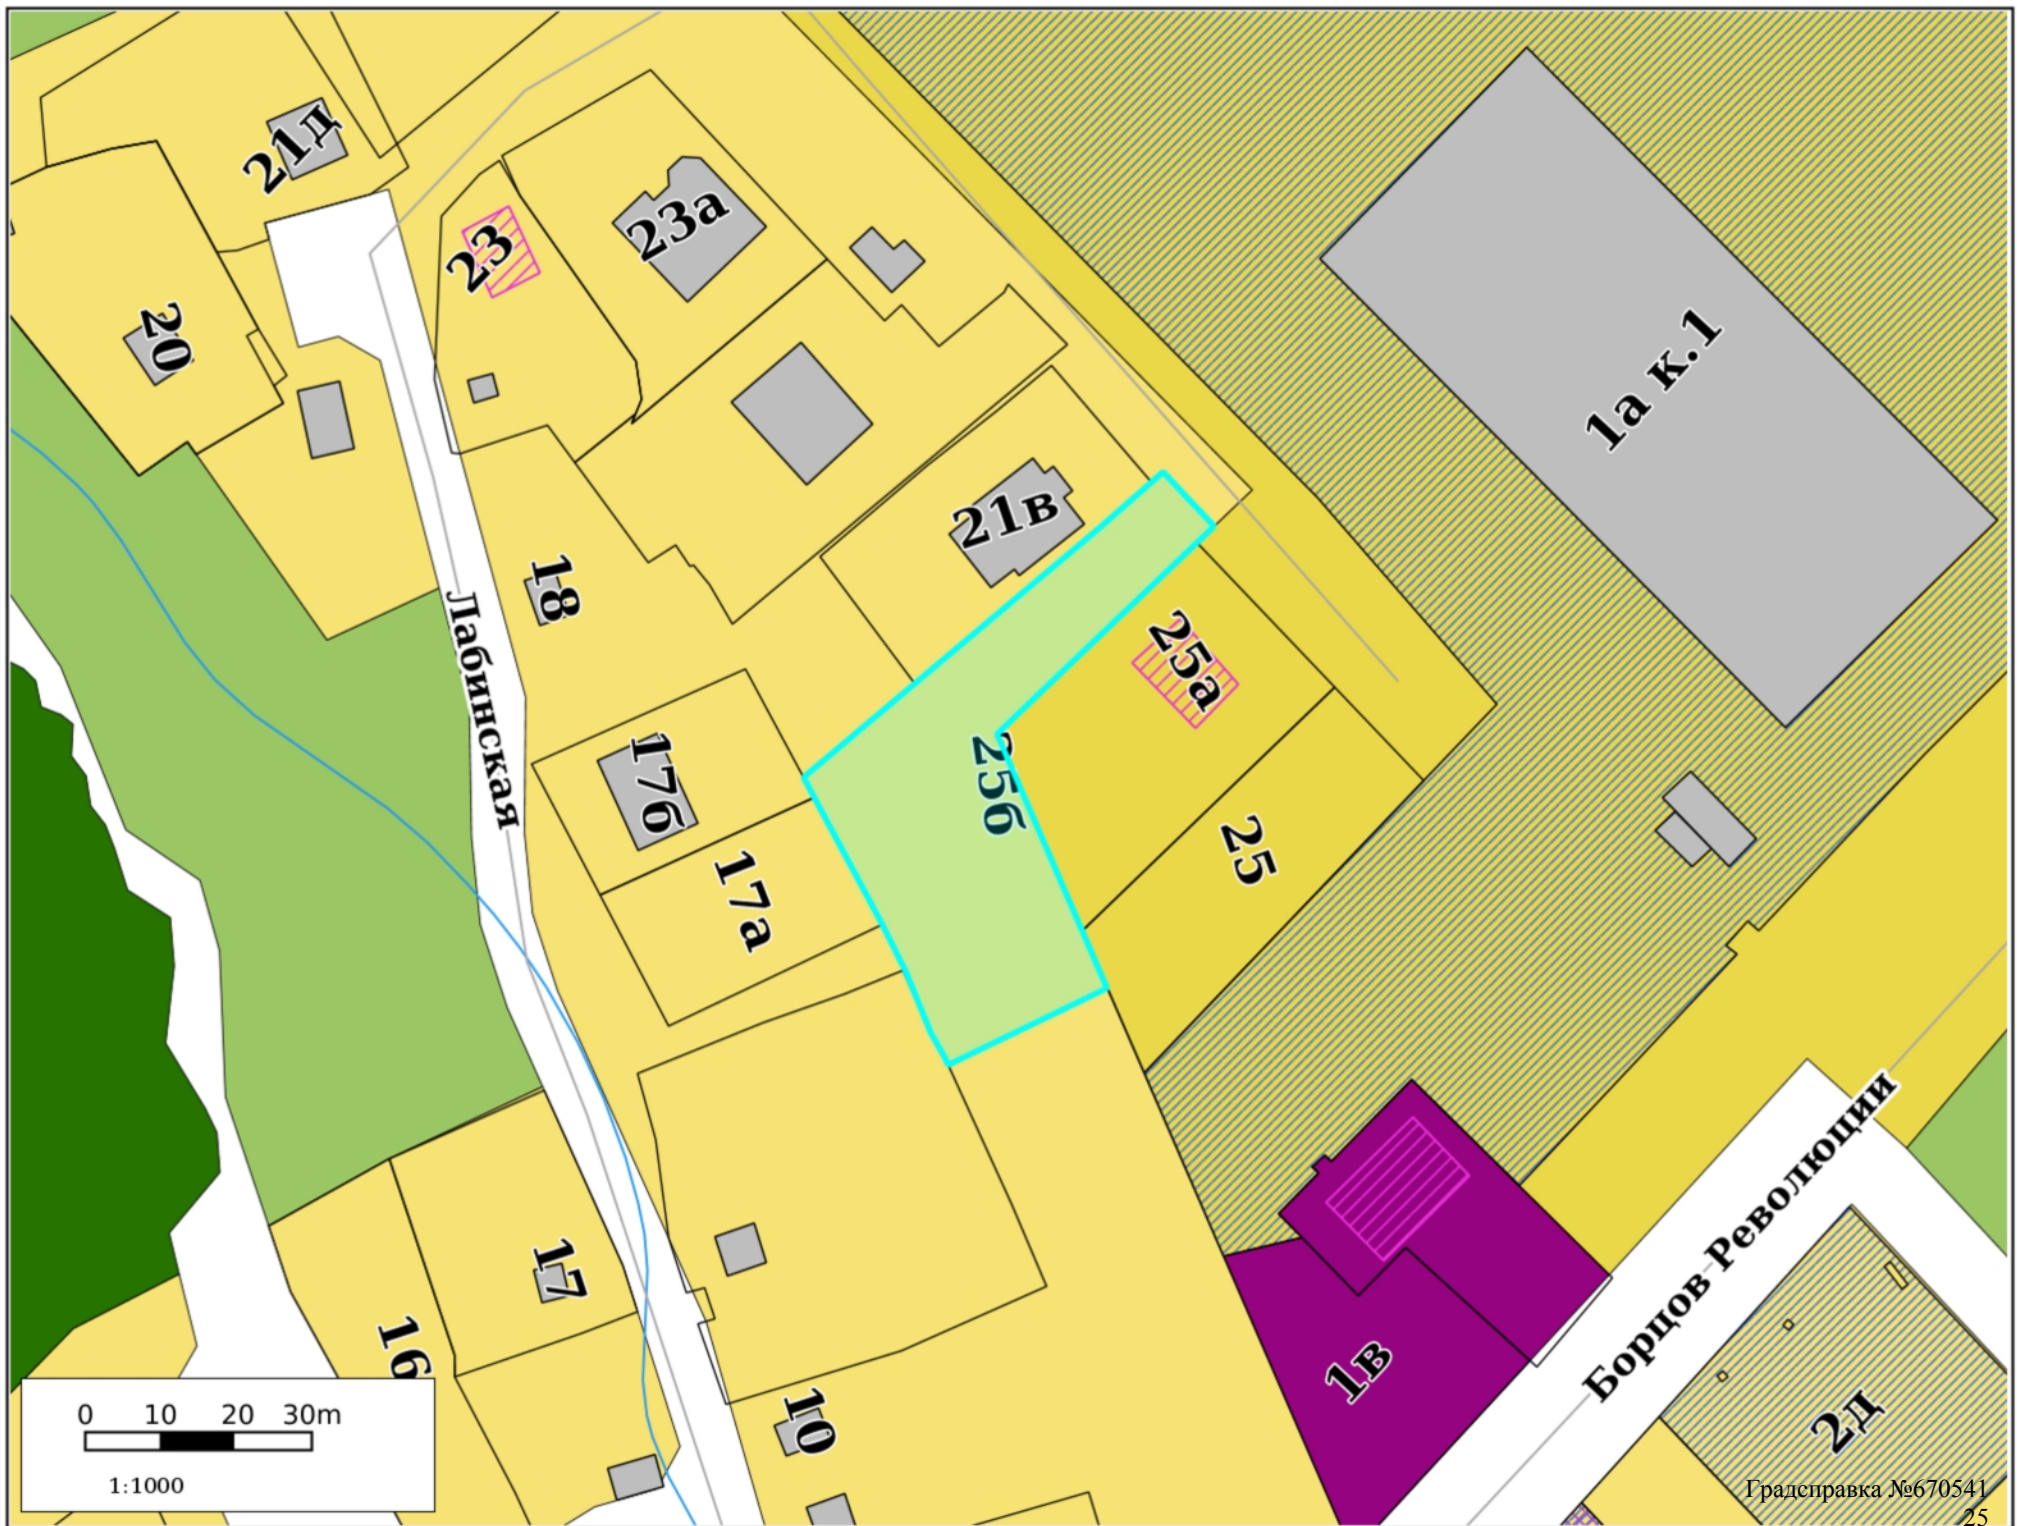 21д
23а
23
20
1а к.1
21в
18
Лабинская
25а
25б
17б
17а
25
17
16
1в
Борцов Революции
10
2д
0 10 20 30m
1:1000
Градсправка №670541
25